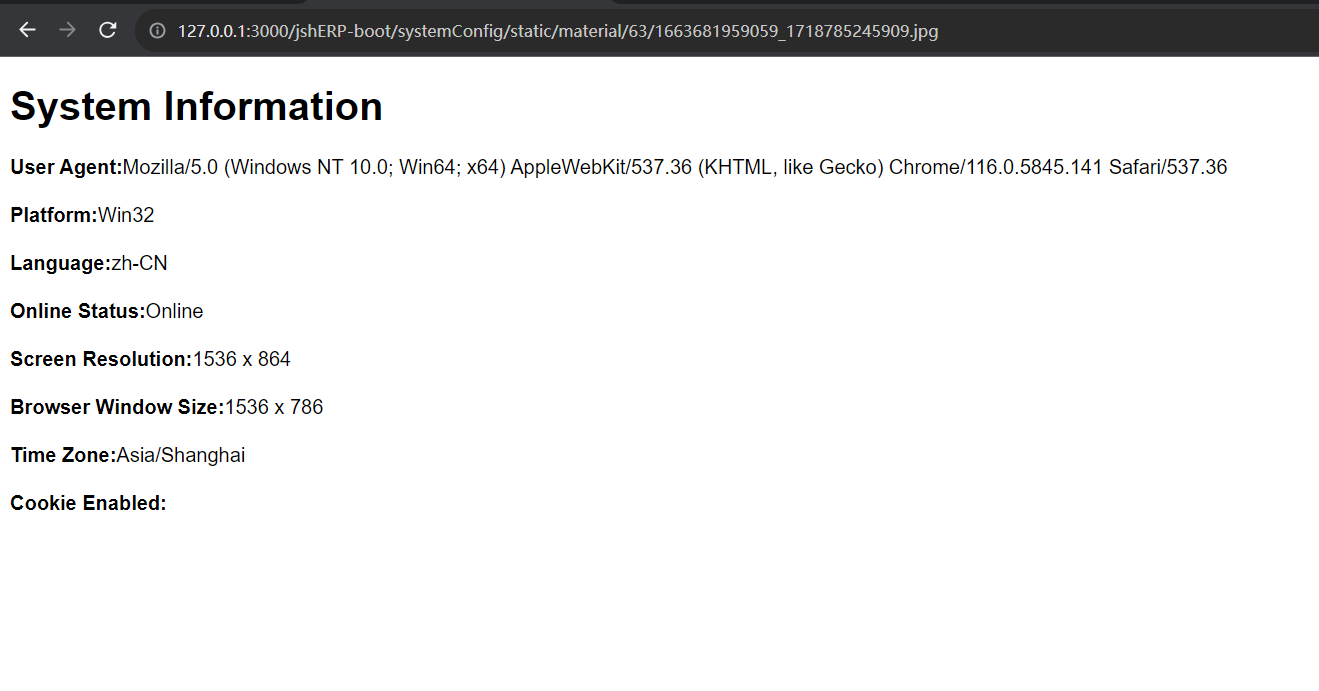 127.0.0.1:3000/jshERP-boot/systemConfig/static/material/63/1663681959059_1718785245909.jpg
System Information
User Agent:Mozilla/5.0 (Windows NT 10.0; Win64; x64) AppleWebKit/537.36 (KHTML, like Gecko) Chrome/116.0.5845.141 Safari/537.36
Platform:Win32
Language:zh-CN
Online Status:Online
Screen Resolution:1536 x 864
Browser Window Size:1536 x 786
Time Zone:Asia/Shanghai
Cookie Enabled: